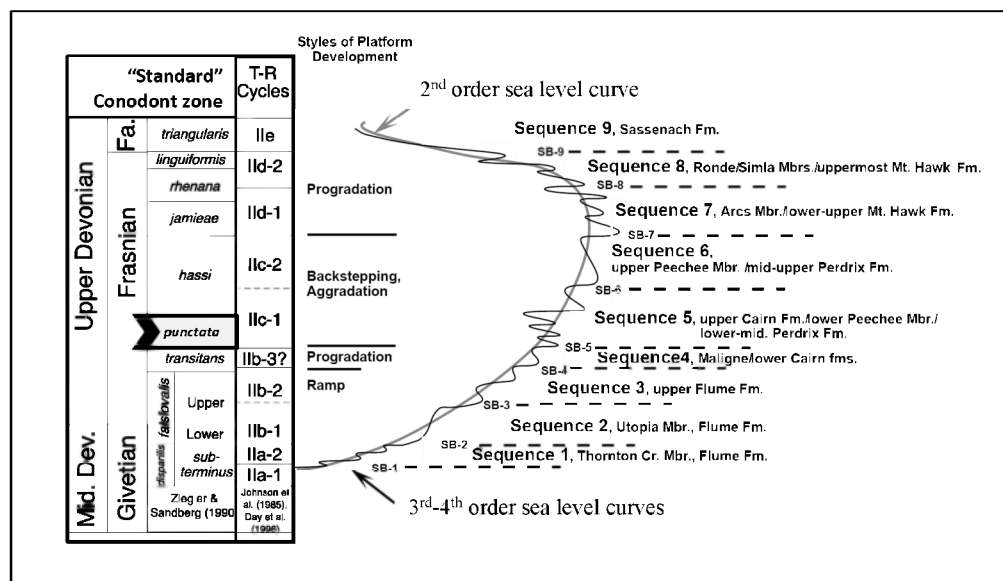 Styles of Platform
Development
"Standard"
Conodont zone
T-R
Cycles
2nd order sea level curve
Upper Devonian
Mid. Dev.
Fa.
Frasnian
Givetian
triangularis
linguiformis
rhenana
jamieae
hassi
punctata
transitans
falsiovalis
Upper
Lower
disparilis
sub-
terminus
Ziegler &
Sandberg (1990
IIe
IId-2
IId-1
IIc-2
IIc-1
IIb-3?
IIb-2
IIb-1
IIa-2
IIa-1
Johnson et
al. (1985),
Day et al.
(1996)
Progradation
Backstepping,
Aggradation
Progradation
Ramp
Sequence 9, Sassenach Fm.
SB-9
Sequence 8, Ronde/Simla Mbrs./uppermost Mt. Hawk Fm.
SB-8
Sequence 7, Arcs Mbr./lower-upper Mt. Hawk Fm.
SB-7
Sequence 6,
upper Peechee Mbr. /mid-upper Perdrix Fm.
SB-6
Sequence 5, upper Cairn Fm./lower Peechee Mbr./
lower-mid. Perdrix Fm.
SB-5
Sequence4, Maligne/lower Cairn fms.
SB-4
Sequence 3, upper Flume Fm.
SB-3
Sequence 2, Utopia Mbr., Flume Fm.
SB-2
Sequence 1, Thornton Cr. Mbr., Flume Fm.
SB-1
3rd-4th order sea level curves